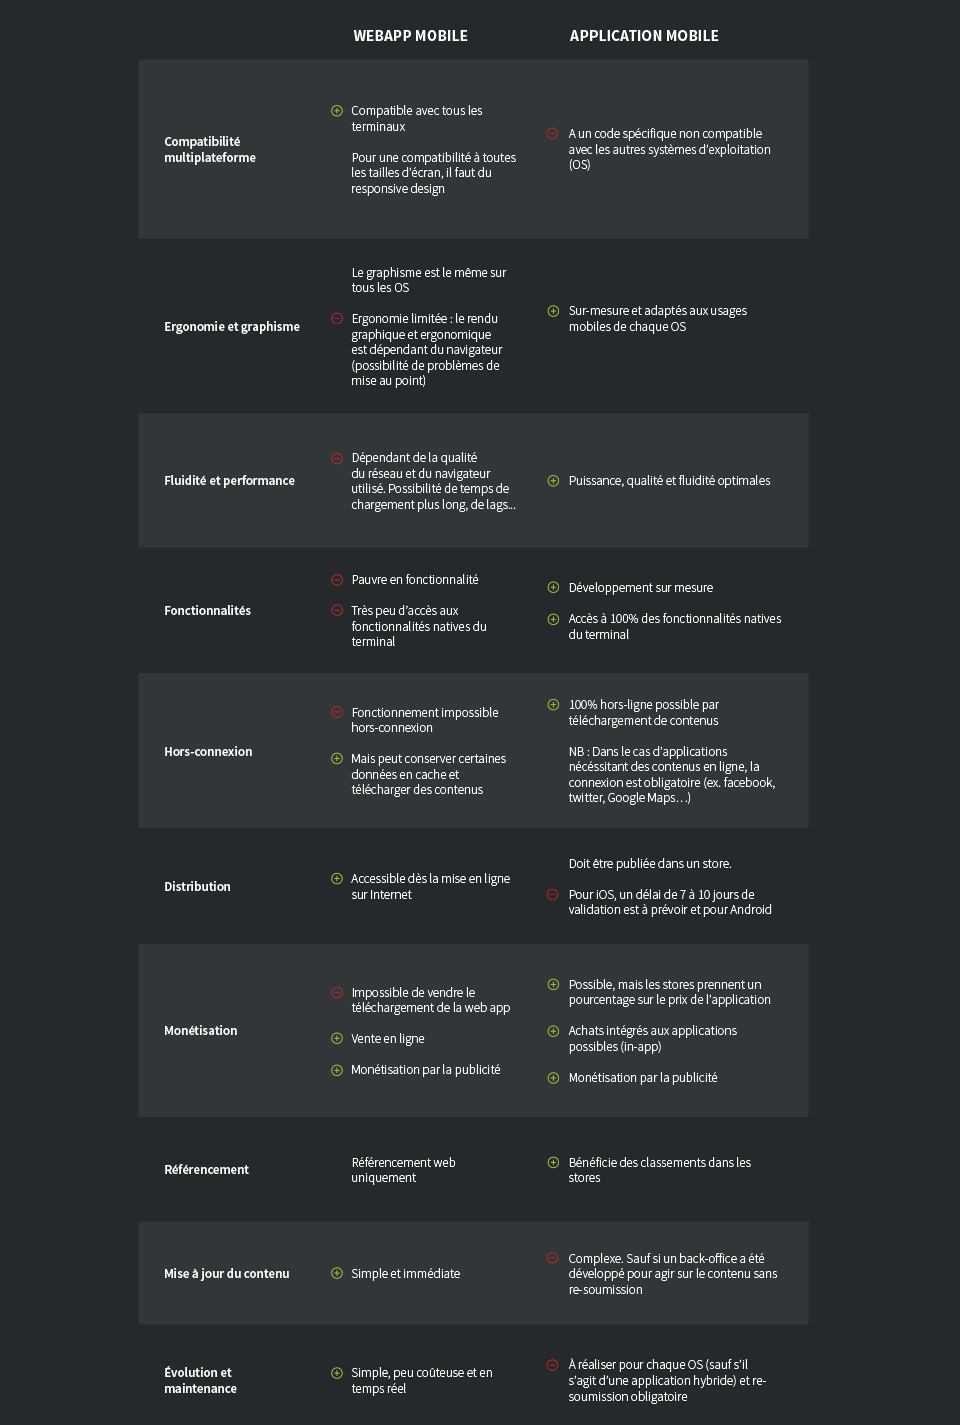 WEBAPP MOBILE
APPLICATION MOBILE
Compatibilité
multiplateforme
Compatible avec tous les
terminaux
Pour une compatibilité à toutes
les tailles d'écran, il faut du
responsive design
A un code spécifique non compatible
avec les autres systèmes d'exploitation
(OS)
Ergonomie et graphisme
Le graphisme est le même sur
tous les OS
Ergonomie limitée : le rendu
graphique et ergonomique
est dépendant du navigateur
(possibilité de problèmes de
mise au point)
Sur-mesure et adaptés aux usages
mobiles de chaque OS
Fluidité et performance
Dépendant de la qualité
du réseau et du navigateur
utilisé. Possibilité de temps de
chargement plus long, de lags...
Puissance, qualité et fluidité optimales
Fonctionnalités
Pauvre en fonctionnalité
Très peu d'accès aux
fonctionnalités natives du
terminal
Développement sur mesure
Accès à 100% des fonctionnalités natives
du terminal
Hors-connexion
Fonctionnement impossible
hors-connexion
Mais peut conserver certaines
données en cache et
télécharger des contenus
100% hors-ligne possible par
téléchargement de contenus
NB : Dans le cas d'applications
nécéssitant des contenus en ligne, la
connexion est obligatoire (ex. facebook,
twitter, Google Maps…)
Distribution
Accessible dès la mise en ligne
sur Internet
Doit être publiée dans un store.
Pour iOS, un délai de 7 à 10 jours de
validation est à prévoir et pour Android
Monétisation
Impossible de vendre le
téléchargement de la web app
Vente en ligne
Monétisation par la publicité
Possible, mais les stores prennent un
pourcentage sur le prix de l'application
Achats intégrés aux applications
possibles (in-app)
Monétisation par la publicité
Référencement
Référencement web
uniquement
Bénéficie des classements dans les
stores
Mise à jour du contenu
Simple et immédiate
Complexe. Sauf si un back-office a été
développé pour agir sur le contenu sans
re-soumission
Évolution et
maintenance
Simple, peu coûteuse et en
temps réel
À réaliser pour chaque OS (sauf s'il
s'agit d'une application hybride) et re-
soumission obligatoire